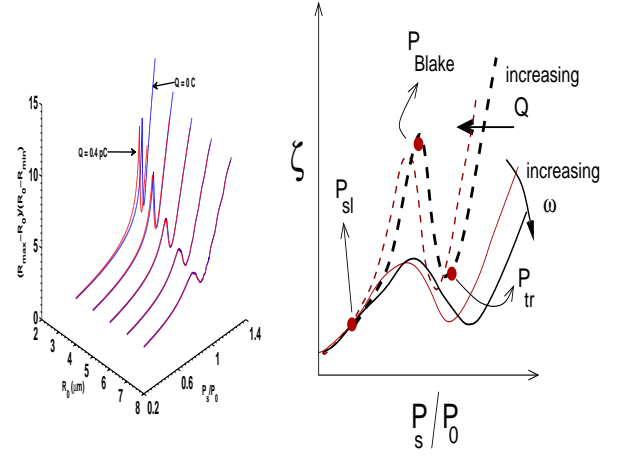 Q = 0 C
Q = 0.4 pC
(R_max–R_0)/(R_0–R_min)
15
10
5
0
2
3
4
5
6
7
8
R_0 (μm)
0.2
0.6
1
1.4
P_s/P_0
ζ
P_Blake
P_sl
P_tr
increasing
Q
increasing
ω
P_s/P_0